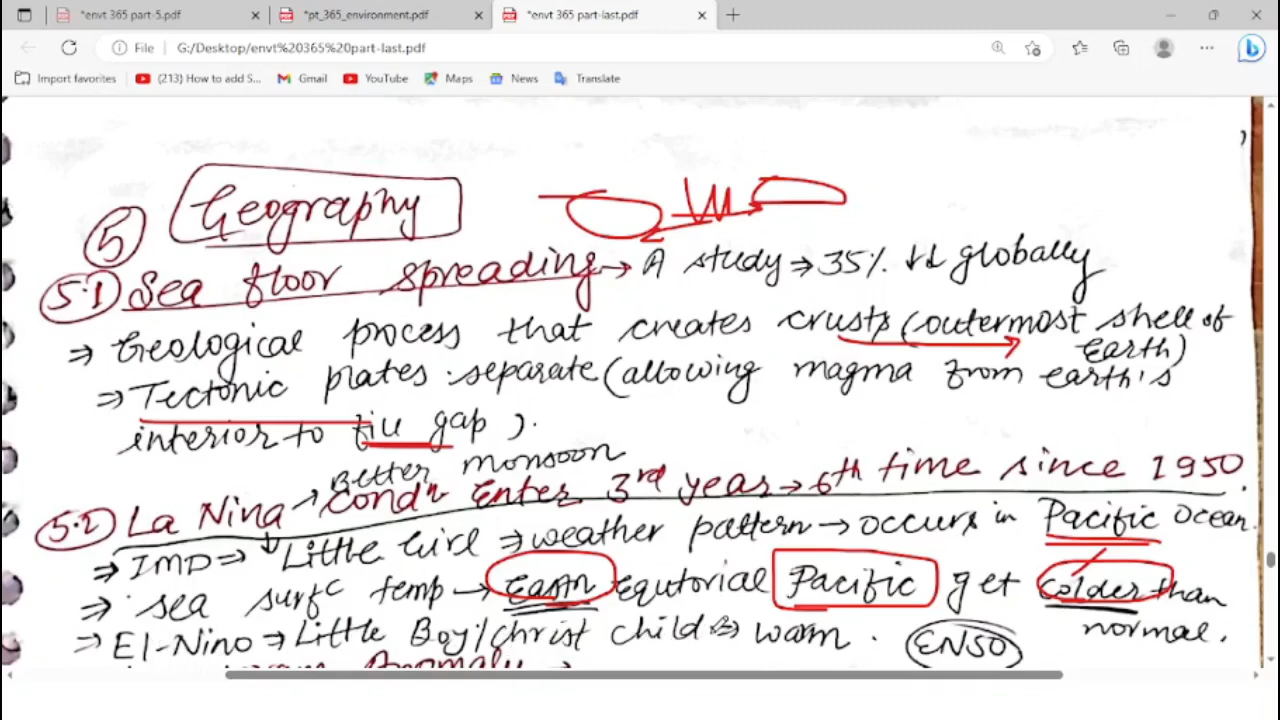 *envt 365 part-5.pdf
*pt_365_environment.pdf
*envt 365 part-last.pdf
File
G:/Desktop/envt%20365%20part-last.pdf
Import favorites
(213) How to add S...
Gmail
YouTube
Maps
News
Translate
5 Geography
5.1 Sea floor spreading → A study ⇒ 35% ↓↓ globally
⇒ Geological process that creates crusts (outermost shell of Earth)
⇒ Tectonic plates separate (allowing magma from earth's
interior to fill gap).
Better monsoon
5.2 La Nina → Condn Enter 3rd year → 6th time since 1950.
⇒ IMD ⇒ Little Girl ⇒ weather pattern → occurs in Pacific Ocean
⇒ sea surfc temp → Eastn Equtorial Pacific get colder than
normal.
⇒ El-Nino ⇒ Little Boy/christ child ⇒ warm. ENSO
Anomaly